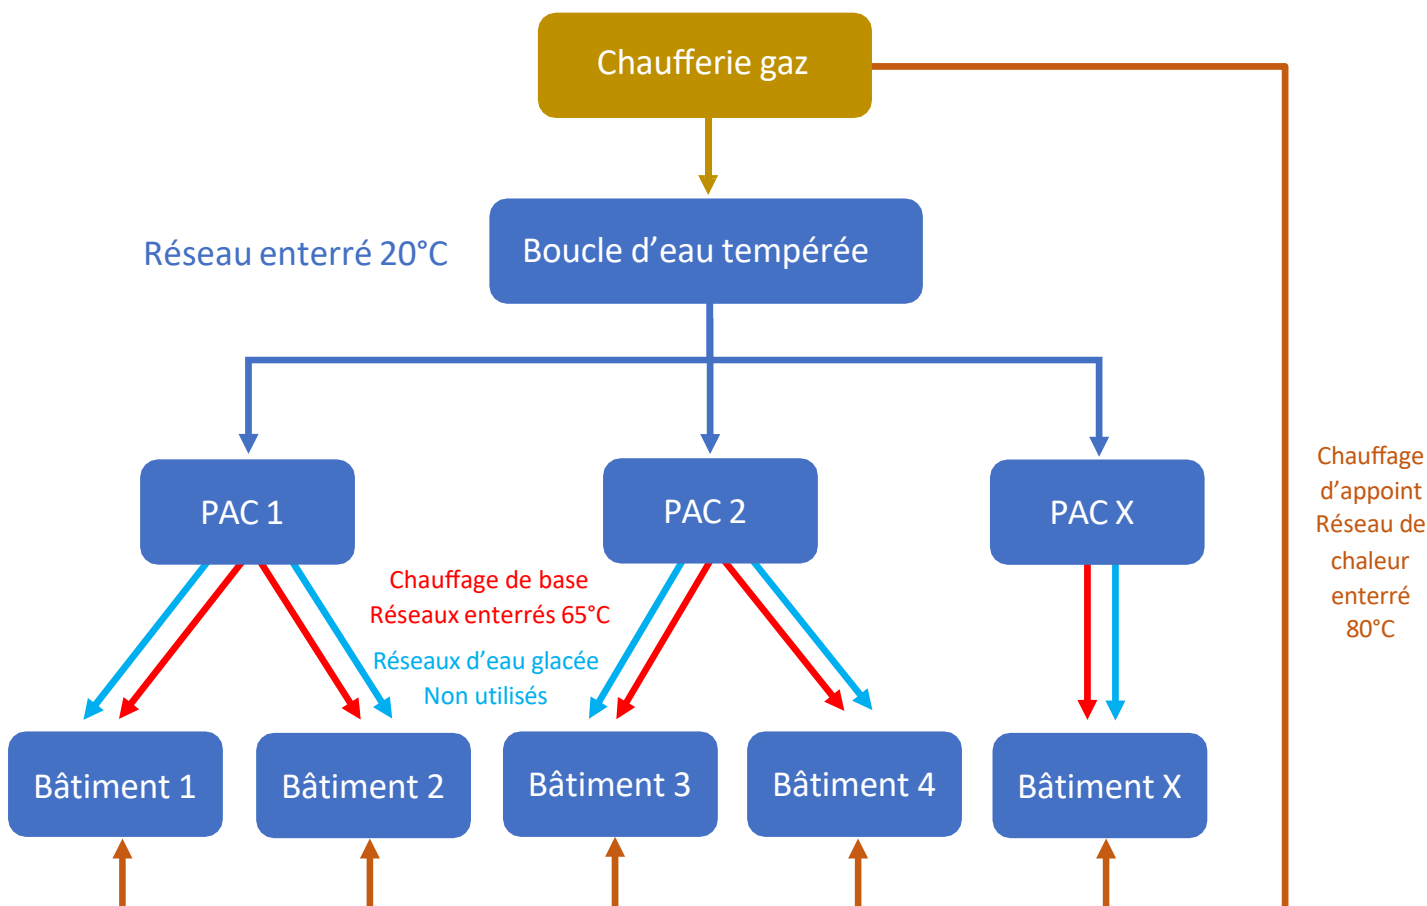 Chaufferie gaz
Réseau enterré 20°C
Boucle d’eau tempérée
PAC 1
PAC 2
PAC X
Chauffage
d’appoint
Réseau de
chaleur
enterré
80°C
Chauffage de base
Réseaux enterrés 65°C
Réseaux d’eau glacée
Non utilisés
Bâtiment 1
Bâtiment 2
Bâtiment 3
Bâtiment 4
Bâtiment X